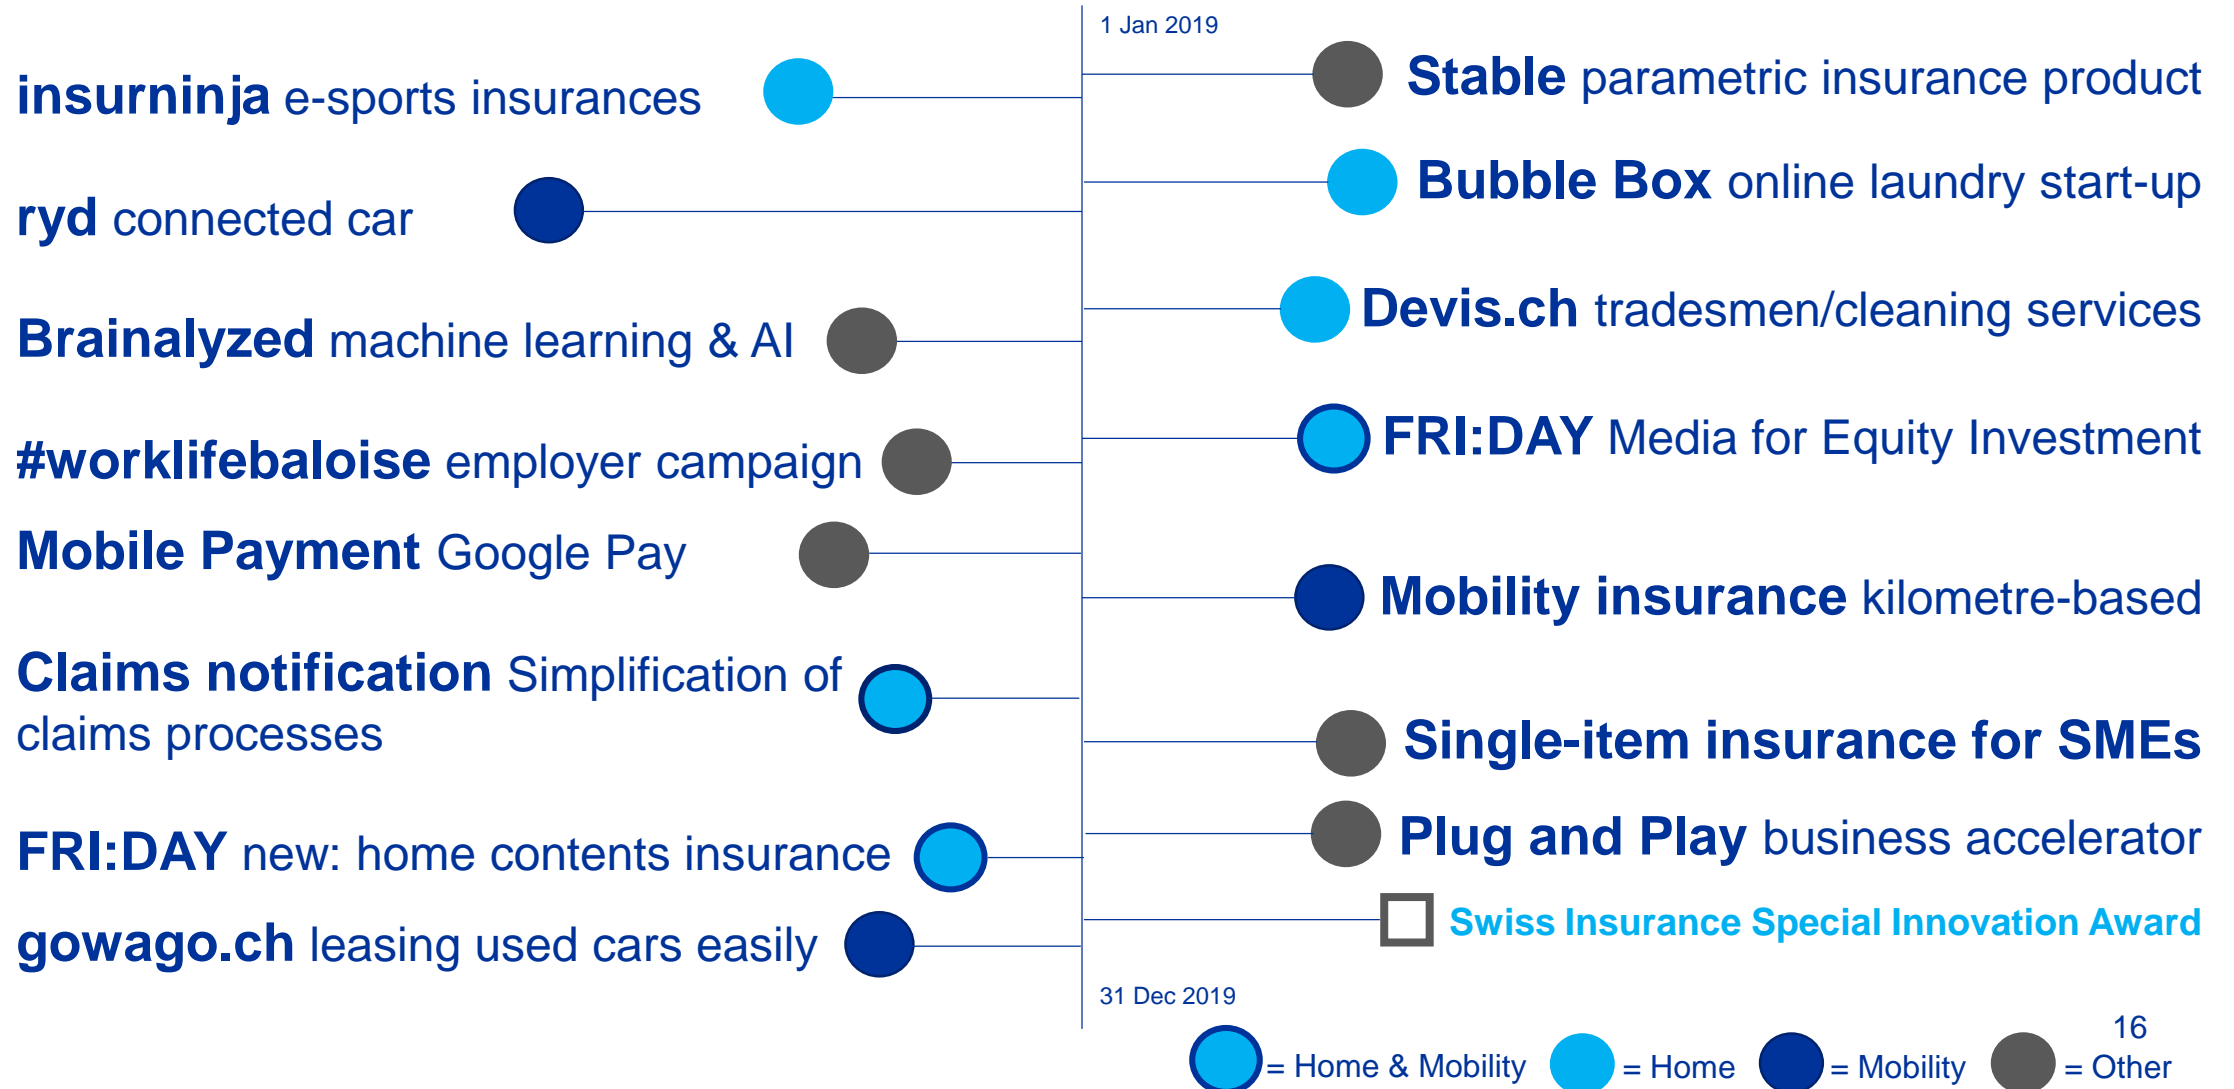 1 Jan 2019
insurninja e-sports insurances
ryd connected car
Brainalyzed machine learning & AI
#worklifebaloise employer campaign
Mobile Payment Google Pay
Claims notification Simplification of
claims processes
FRI:DAY new: home contents insurance
gowago.ch leasing used cars easily
Stable parametric insurance product
Bubble Box online laundry start-up
Devis.ch tradesmen/cleaning services
FRI:DAY Media for Equity Investment
Mobility insurance kilometre-based
Single-item insurance for SMEs
Plug and Play business accelerator
Swiss Insurance Special Innovation Award
31 Dec 2019
= Home & Mobility = Home = Mobility = Other
16